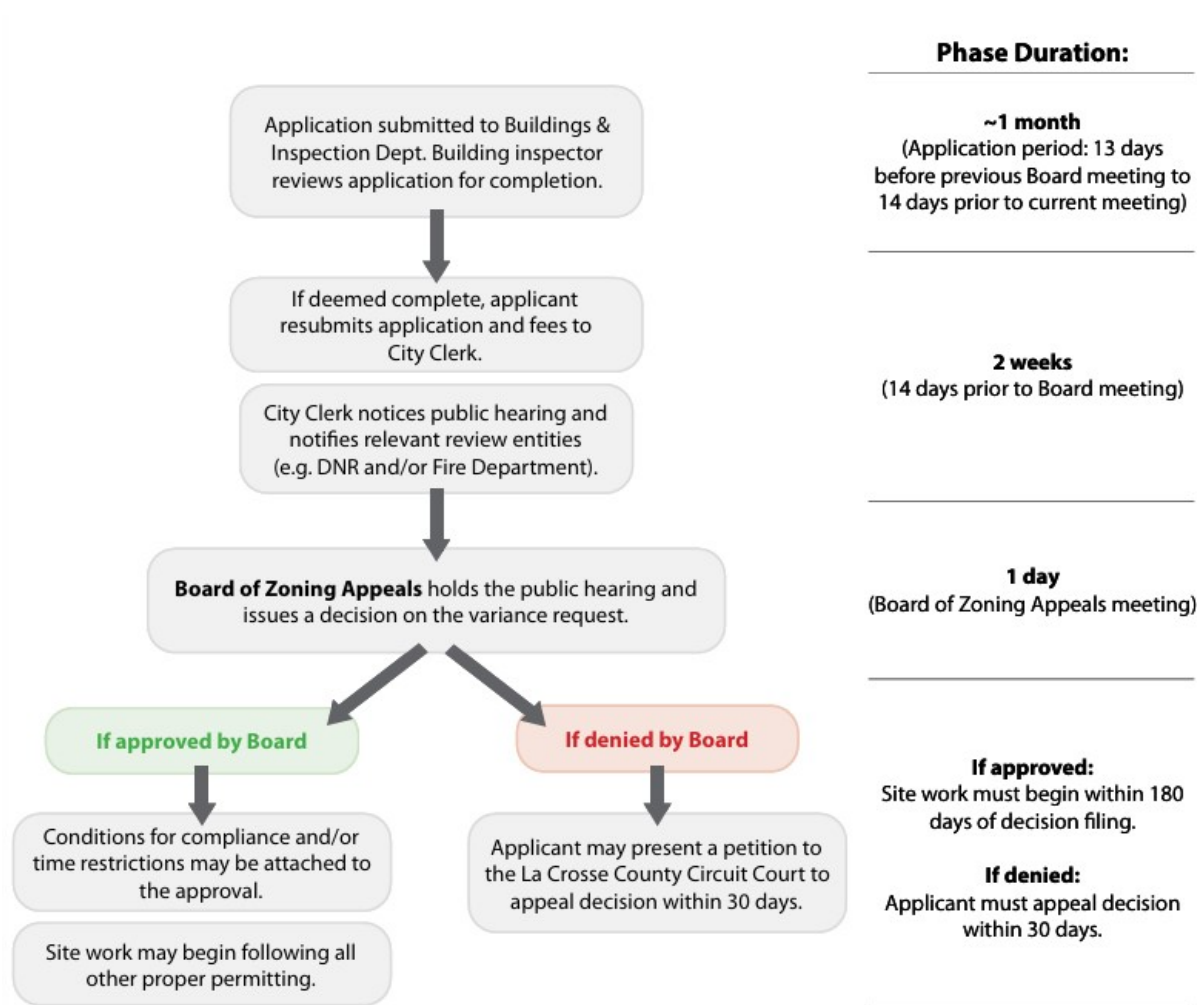 Phase Duration:
Application submitted to Buildings &
Inspection Dept. Building inspector
reviews application for completion.
~1 month
(Application period: 13 days
before previous Board meeting to
14 days prior to current meeting)
If deemed complete, applicant
resubmits application and fees to
City Clerk.
City Clerk notices public hearing and
notifies relevant review entities
(e.g. DNR and/or Fire Department).
2 weeks
(14 days prior to Board meeting)
Board of Zoning Appeals holds the public hearing and
issues a decision on the variance request.
1 day
(Board of Zoning Appeals meeting)
If approved by Board
Conditions for compliance and/or
time restrictions may be attached to
the approval.
Site work may begin following all
other proper permitting.
If denied by Board
Applicant may present a petition to
the La Crosse County Circuit Court to
appeal decision within 30 days.
If approved:
Site work must begin within 180
days of decision filing.
If denied:
Applicant must appeal decision
within 30 days.